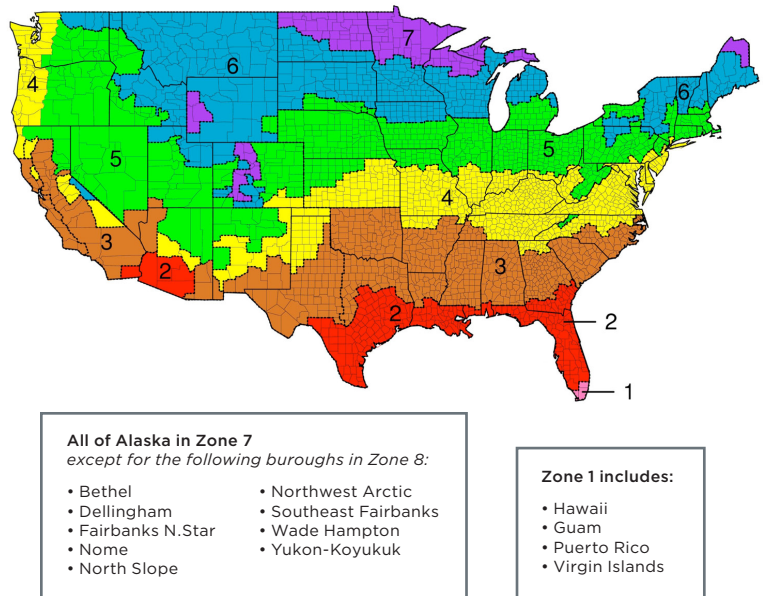 7
6
6
4
5
5
4
3
3
2
2
2
1
All of Alaska in Zone 7
except for the following buroughs in Zone 8:
• Bethel
• Dellingham
• Fairbanks N.Star
• Nome
• North Slope
• Northwest Arctic
• Southeast Fairbanks
• Wade Hampton
• Yukon-Koyukuk
Zone 1 includes:
• Hawaii
• Guam
• Puerto Rico
• Virgin Islands